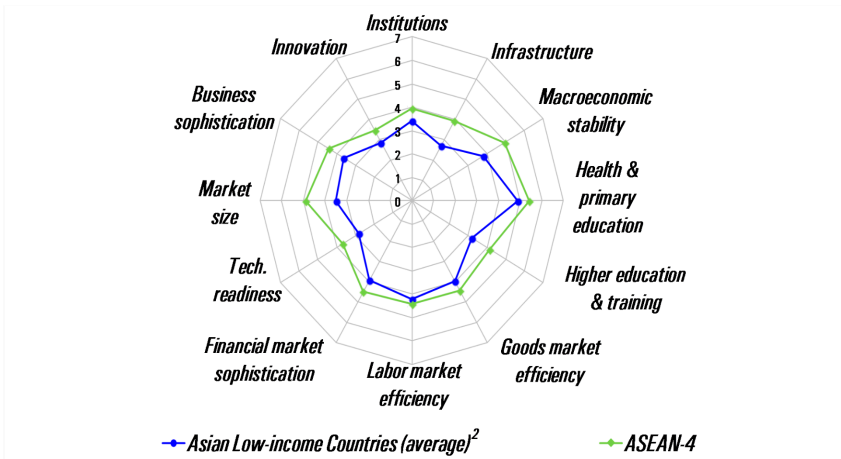 Institutions
Innovation
Infrastructure
Business
sophistication
Macroeconomic
stability
Market
size
Health &
primary
education
Tech.
readiness
Higher education
& training
Financial market
sophistication
Goods market
efficiency
Labor market
efficiency
7
6
5
4
3
2
1
0
Asian Low-income Countries (average)²
ASEAN-4